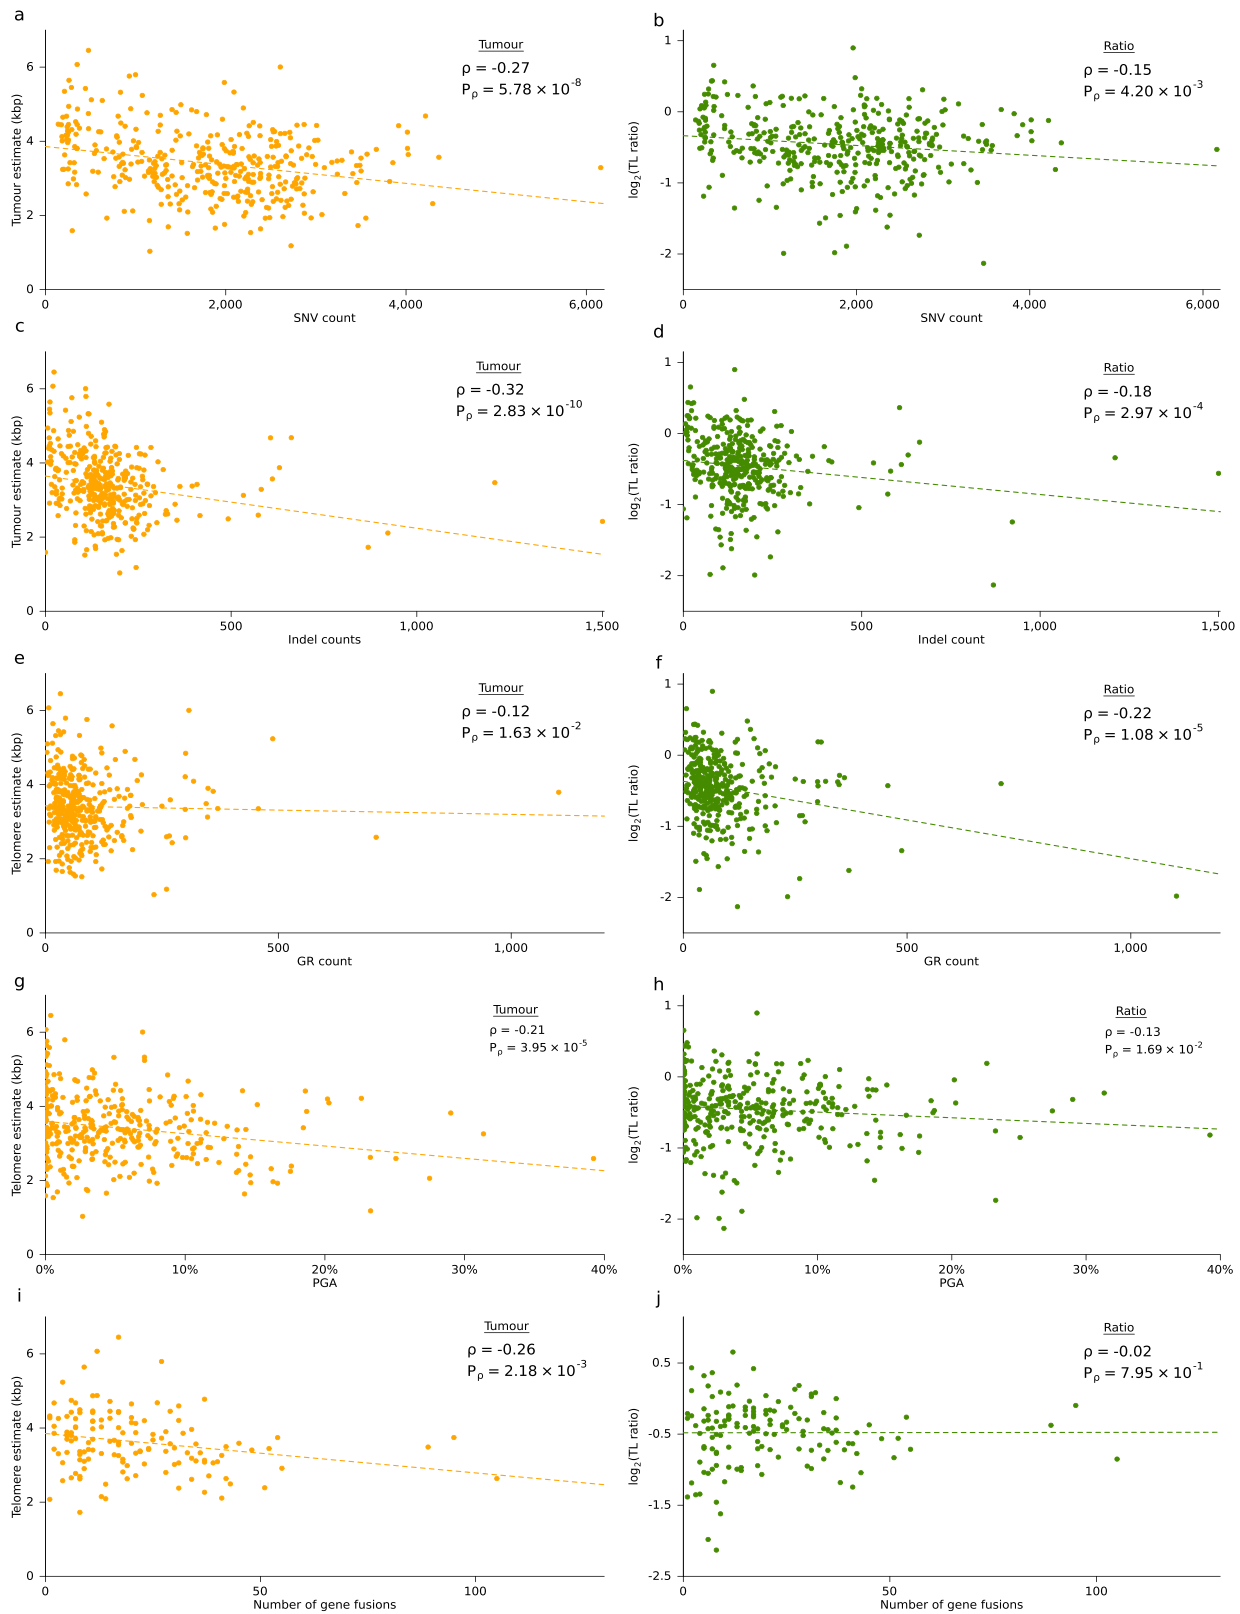 a
Tumour
ρ = -0.27
Pρ = 5.78 × 10-8
Tumour estimate (kbp)
6
4
2
0
0 2,000 4,000 6,000
SNV count
b
Ratio
ρ = -0.15
Pρ = 4.20 × 10-3
log2(TL ratio)
1
0
-1
-2
0 2,000 4,000 6,000
SNV count
c
Tumour
ρ = -0.32
Pρ = 2.83 × 10-10
Tumour estimate (kbp)
6
4
2
0
0 500 1,000 1,500
Indel counts
d
Ratio
ρ = -0.18
Pρ = 2.97 × 10-4
log2(TL ratio)
1
0
-1
-2
0 500 1,000 1,500
Indel count
e
Tumour
ρ = -0.12
Pρ = 1.63 × 10-2
Telomere estimate (kbp)
6
4
2
0
0 500 1,000
GR count
f
Ratio
ρ = -0.22
Pρ = 1.08 × 10-5
log2(TL ratio)
1
0
-1
-2
0 500 1,000
GR count
g
Tumour
ρ = -0.21
Pρ = 3.95 × 10-5
Telomere estimate (kbp)
6
4
2
0
0% 10% 20% 30% 40%
PGA
h
Ratio
ρ = -0.13
Pρ = 1.69 × 10-2
log2(TL ratio)
1
0
-1
-2
0% 10% 20% 30% 40%
PGA
i
Tumour
ρ = -0.26
Pρ = 2.18 × 10-3
Telomere estimate (kbp)
6
4
2
0
0 50 100
Number of gene fusions
j
Ratio
ρ = -0.02
Pρ = 7.95 × 10-1
log2(TL ratio)
0.5
-0.5
-1.5
-2.5
0 50 100
Number of gene fusions